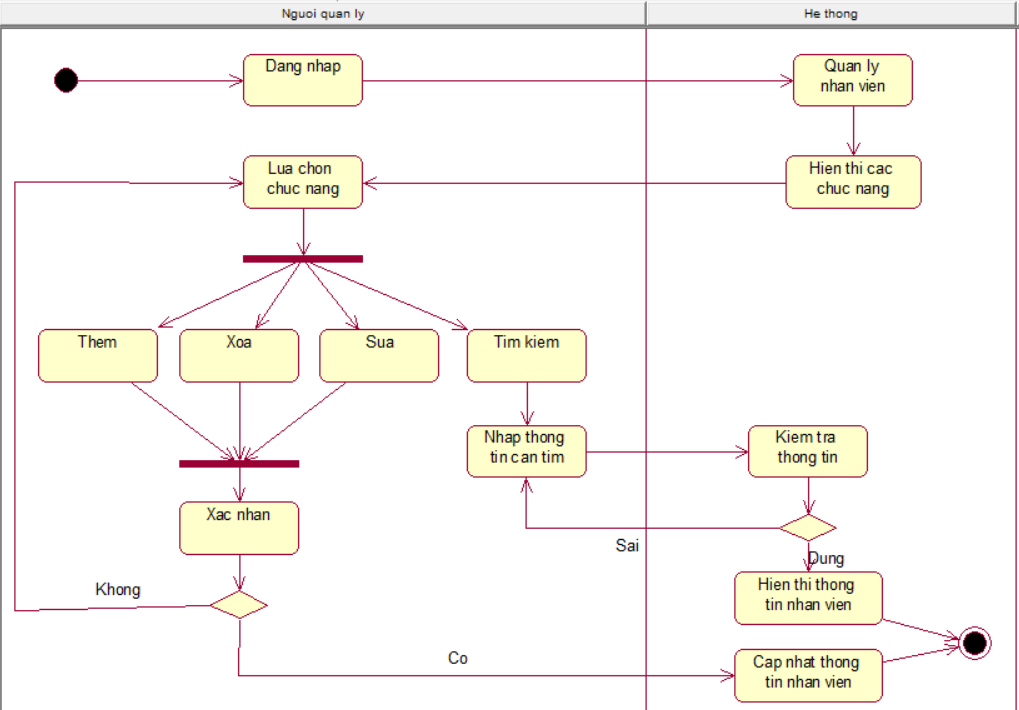 Nguoi quan ly
He thong
Dang nhap
Quan ly
nhan vien
Lua chon
chuc nang
Hien thi cac
chuc nang
Them
Xoa
Sua
Tim kiem
Nhap thong
tin can tim
Kiem tra
thong tin
Xac nhan
Sai
Dung
Khong
Hien thi thong
tin nhan vien
Co
Cap nhat thong
tin nhan vien